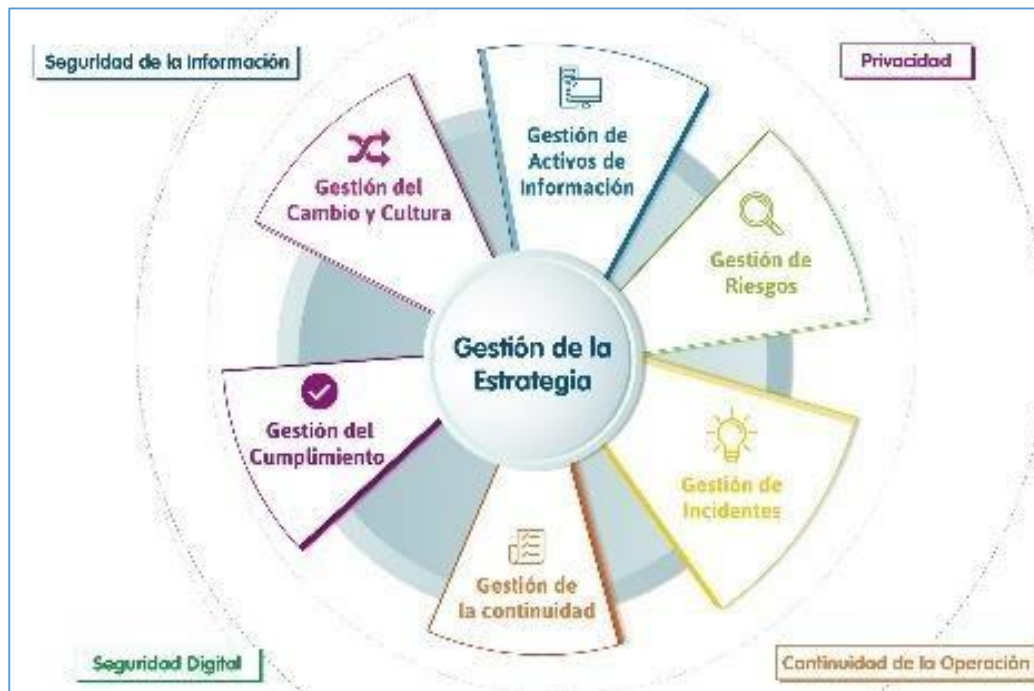 Seguridad de la Información
Privacidad
Gestión de
Activos de
Información
Gestión del
Cambio y Cultura
Gestión de
Riesgos
Gestión de la
Estrategia
Gestión del
Cumplimiento
Gestión de
Incidentes
Gestión de
la continuidad
Seguridad Digital
Continuidad de la Operación